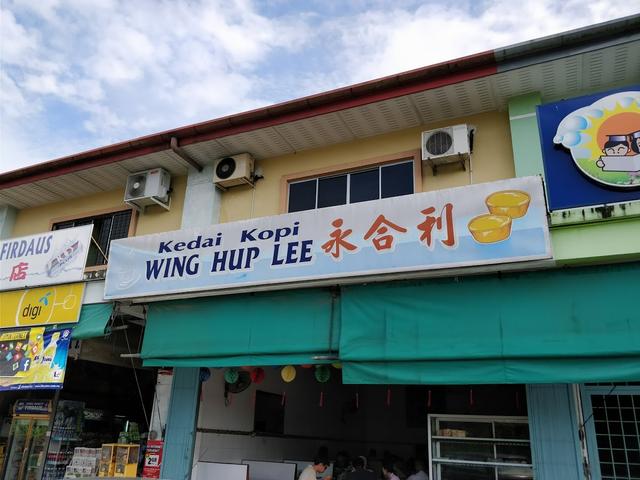 Kedai Kopi
WING HUP LEE 永合利
FIRDAUS
店
digi